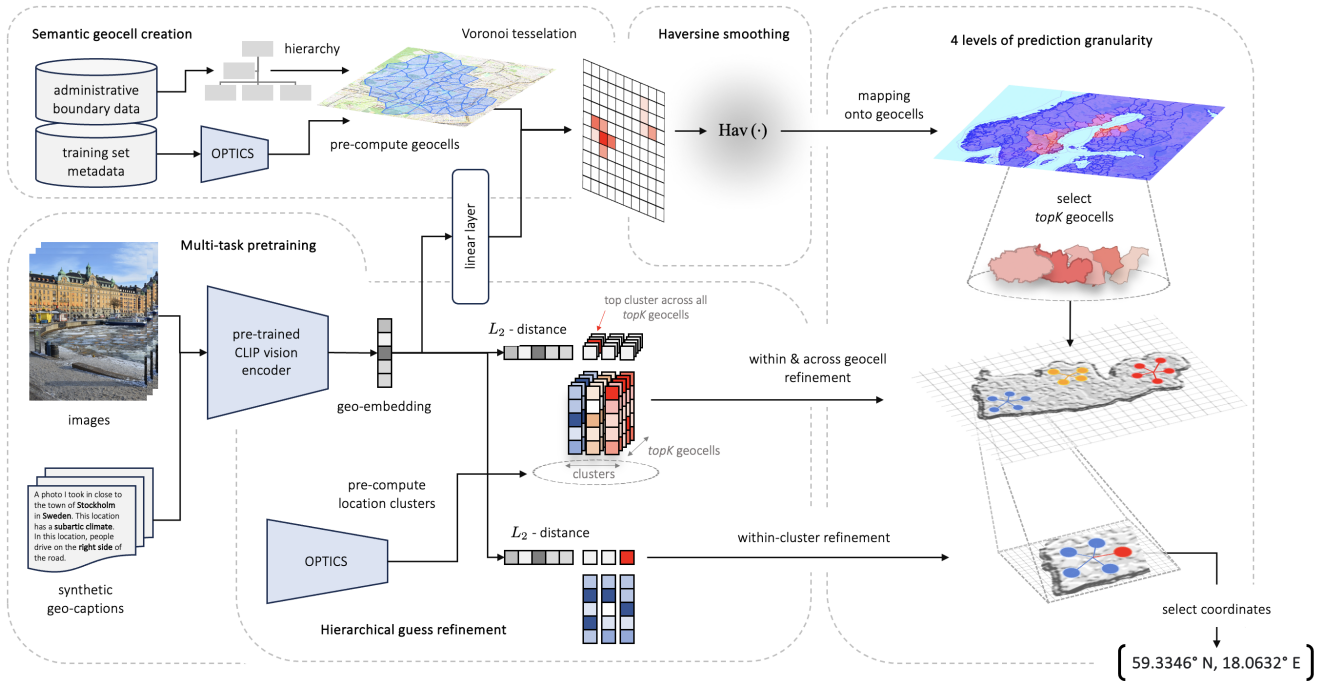 Semantic geocell creation
hierarchy
Voronoi tesselation
administrative
boundary data
training set
metadata
OPTICS
pre-compute geocells
Haversine smoothing
Hav (·)
mapping
onto geocells
4 levels of prediction granularity
select
topK geocells
linear layer
Multi-task pretraining
images
pre-trained
CLIP vision
encoder
geo-embedding
A photo I took in close to
the town of Stockholm
in Sweden. This location
has a subartic climate.
In this location, people
drive on the right side of
the road.
synthetic
geo-captions
top cluster across all
topK geocells
L2 - distance
within & across geocell
refinement
topK geocells
clusters
pre-compute
location clusters
OPTICS
L2 - distance
within-cluster refinement
Hierarchical guess refinement
select coordinates
[59.3346° N, 18.0632° E]